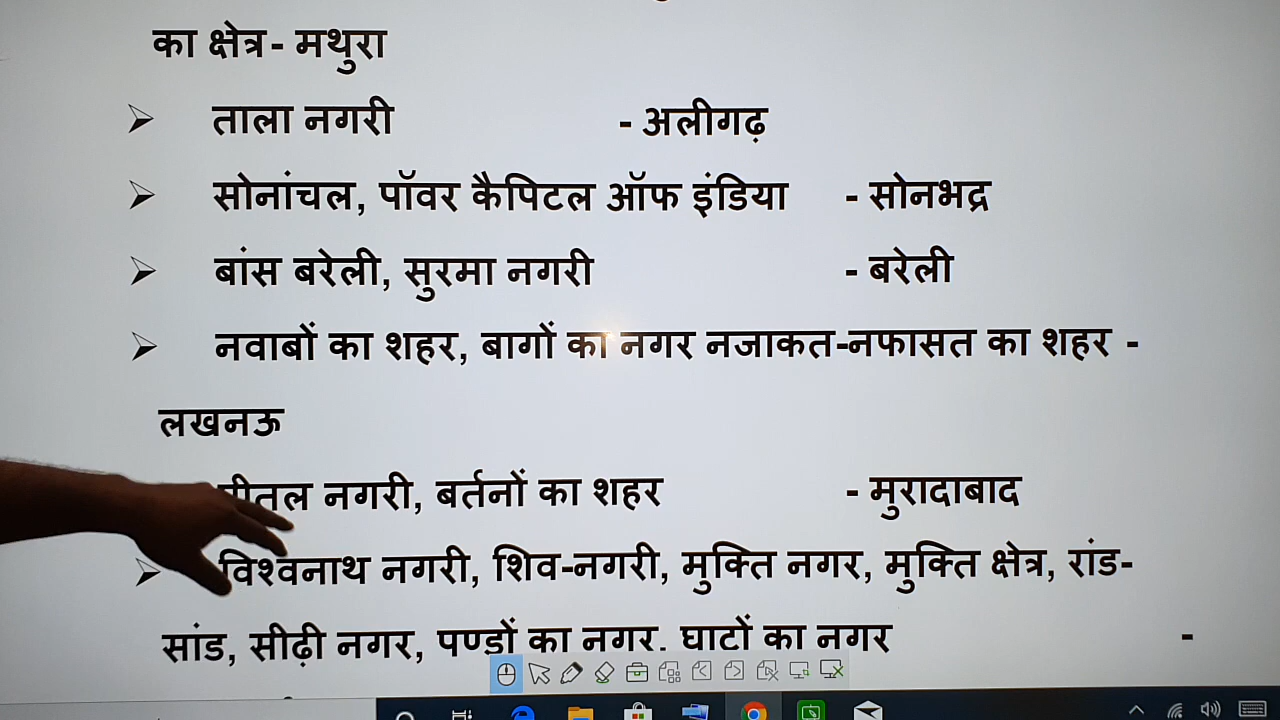 का क्षेत्र- मथुरा
➢ ताला नगरी - अलीगढ़
➢ सोनांचल, पॉवर कैपिटल ऑफ इंडिया - सोनभद्र
➢ बांस बरेली, सुरमा नगरी - बरेली
➢ नवाबों का शहर, बागों का नगर नजाकत-नफासत का शहर -
लखनऊ
पीतल नगरी, बर्तनों का शहर - मुरादाबाद
➢ विश्वनाथ नगरी, शिव-नगरी, मुक्ति नगर, मुक्ति क्षेत्र, रांड-
सांड, सीढ़ी नगर, पण्डों का नगर, घाटों का नगर -